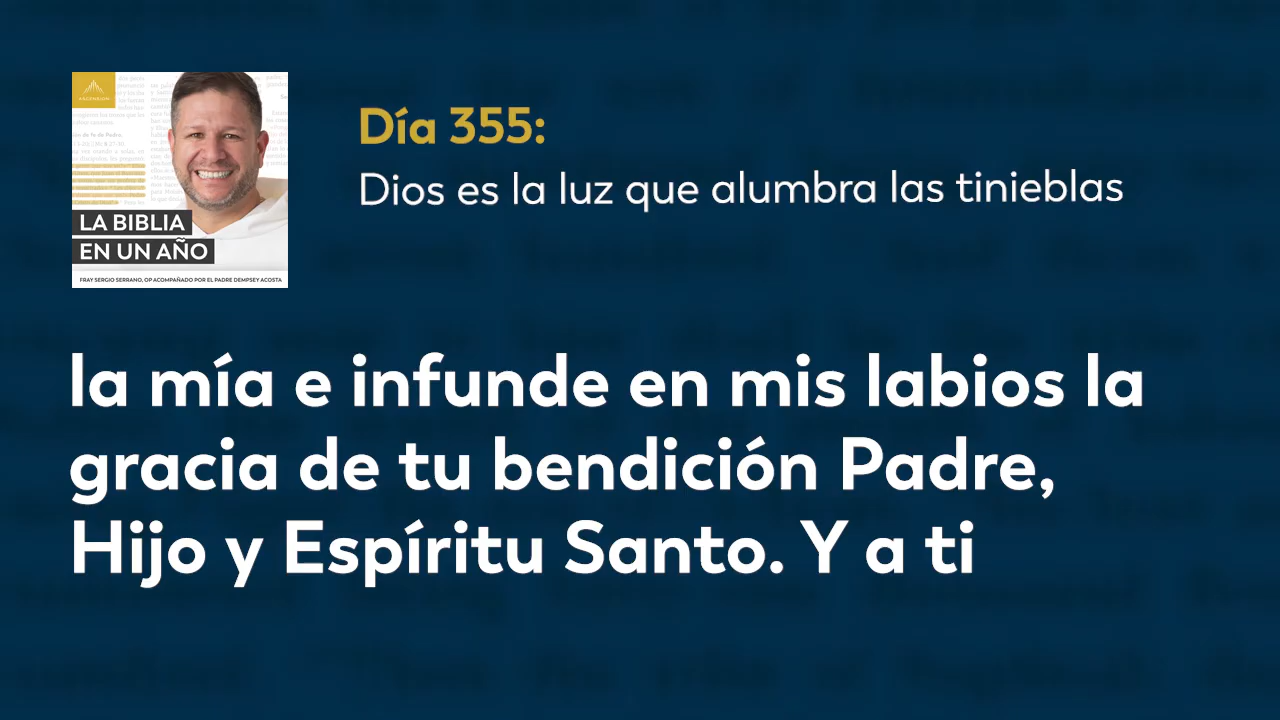 ASCENSION
LA BIBLIA
EN UN AÑO
FRAY SERGIO SERRANO, OP ACOMPAÑADO POR EL PADRE DEMPSEY ACOSTA
Día 355:
Dios es la luz que alumbra las tinieblas
la mía e infunde en mis labios la
gracia de tu bendición Padre,
Hijo y Espíritu Santo. Y a ti